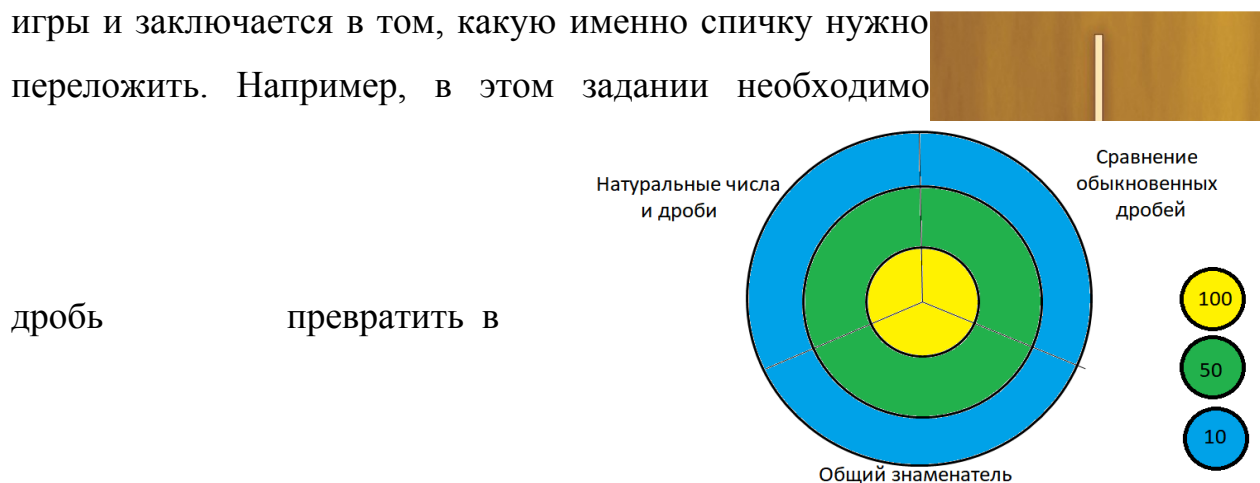 игры и заключается в том, какую именно спичку нужно
переложить. Например, в этом задании необходимо
Сравнение
обыкновенных
дробей
Натуральные числа
и дроби
дробь превратить в
100
50
10
Общий знаменатель